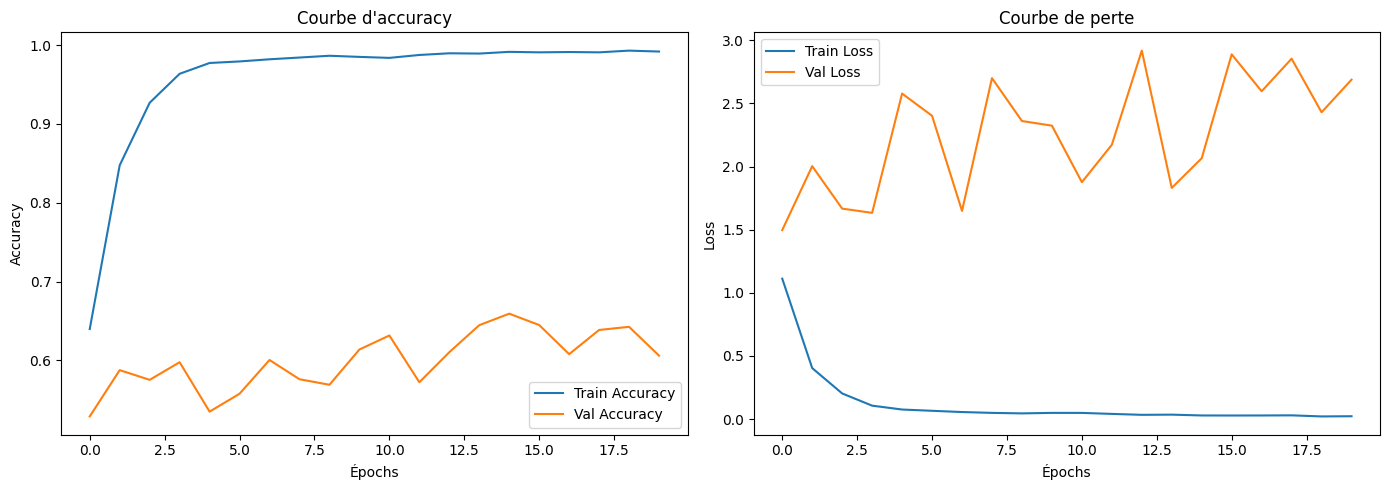 Courbe d'accuracy
1.0
0.9
0.8
0.7
0.6
Accuracy
Train Accuracy
Val Accuracy
0.0 2.5 5.0 7.5 10.0 12.5 15.0 17.5
Épochs
Courbe de perte
3.0
2.5
2.0
1.5
1.0
0.5
0.0
Loss
Train Loss
Val Loss
0.0 2.5 5.0 7.5 10.0 12.5 15.0 17.5
Épochs